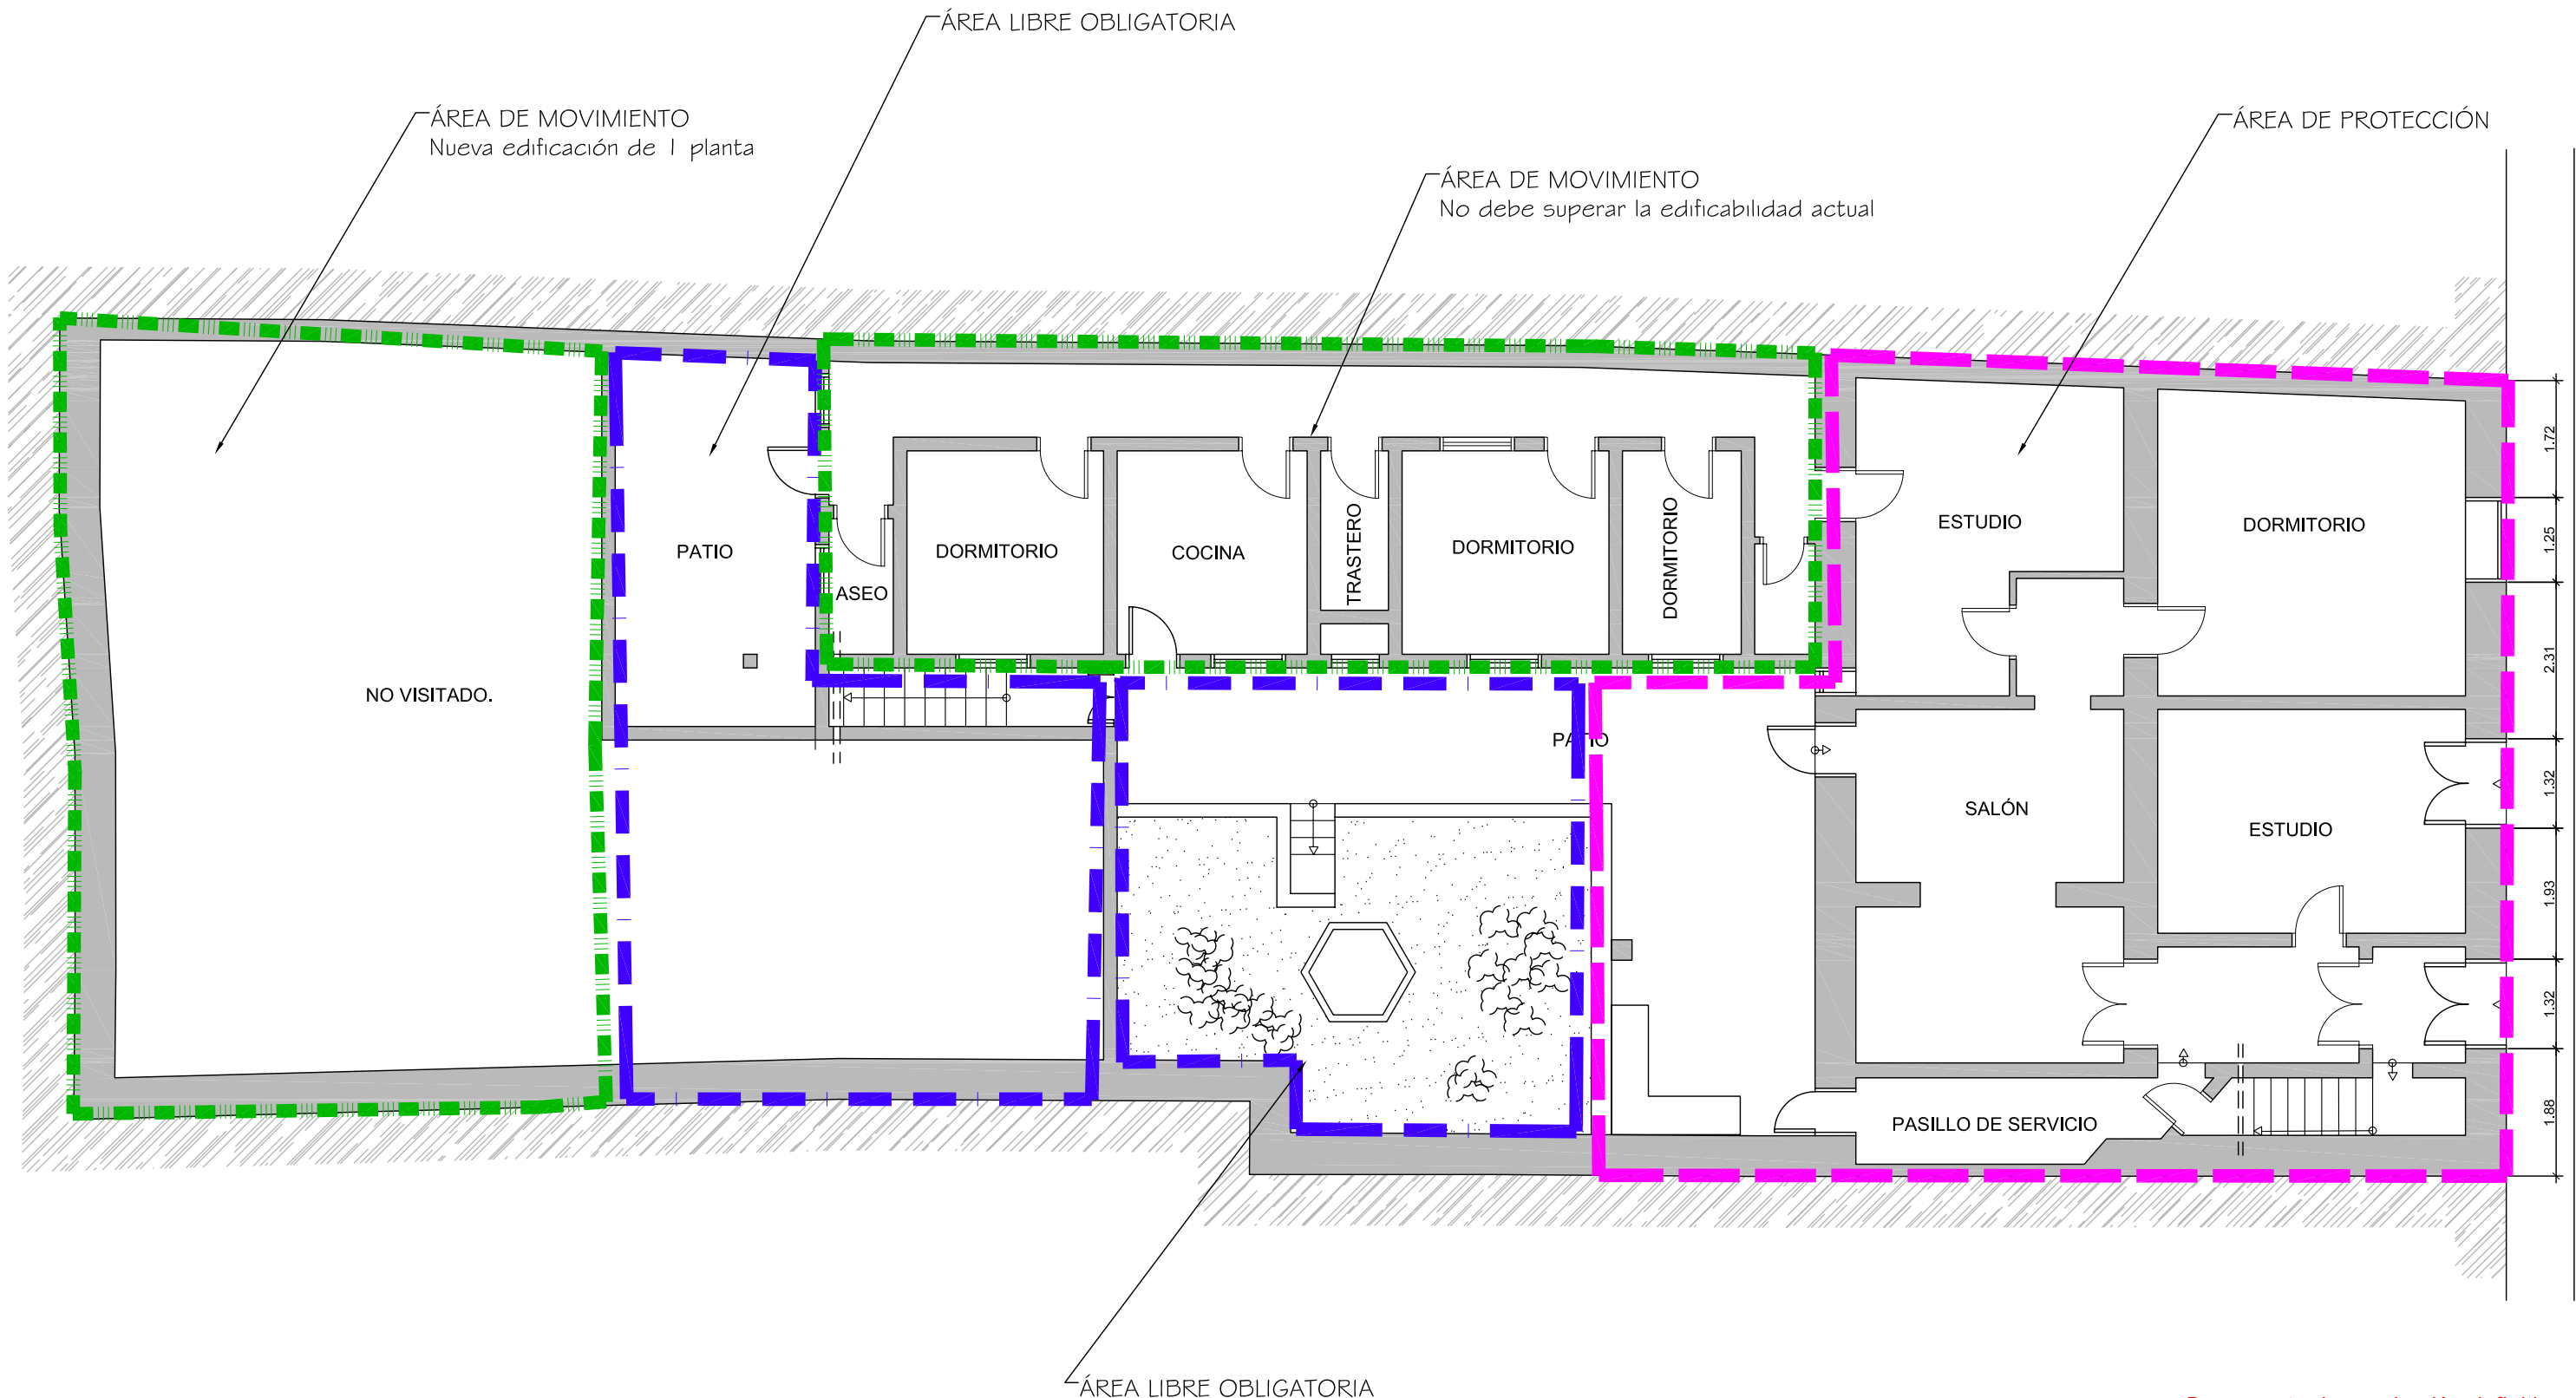 ÁREA LIBRE OBLIGATORIA
ÁREA DE MOVIMIENTO
Nueva edificación de 1 planta
ÁREA DE PROTECCIÓN
ÁREA DE MOVIMIENTO
No debe superar la edificabilidad actual
1.72
ESTUDIO
DORMITORIO
PATIO
DORMITORIO
COCINA
TRASTERO
DORMITORIO
DORMITORIO
1.25
ASEO
2.31
NO VISITADO.
PATIO
1.32
SALÓN
ESTUDIO
1.93
1.32
PASILLO DE SERVICIO
1.88
ÁREA LIBRE OBLIGATORIA